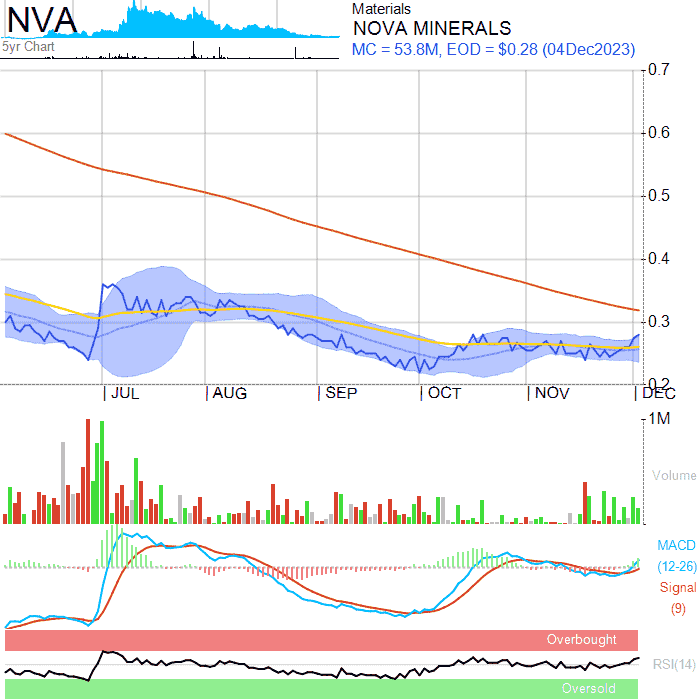 NVA
5yr Chart
Materials
NOVA MINERALS
MC = 53.8M, EOD = $0.28 (04Dec2023)
0.7
0.6
0.5
0.4
0.3
0.2
JUL AUG SEP OCT NOV DEC
1M
Volume
MACD
(12-26)
Signal
(9)
Overbought
RSI(14)
Oversold